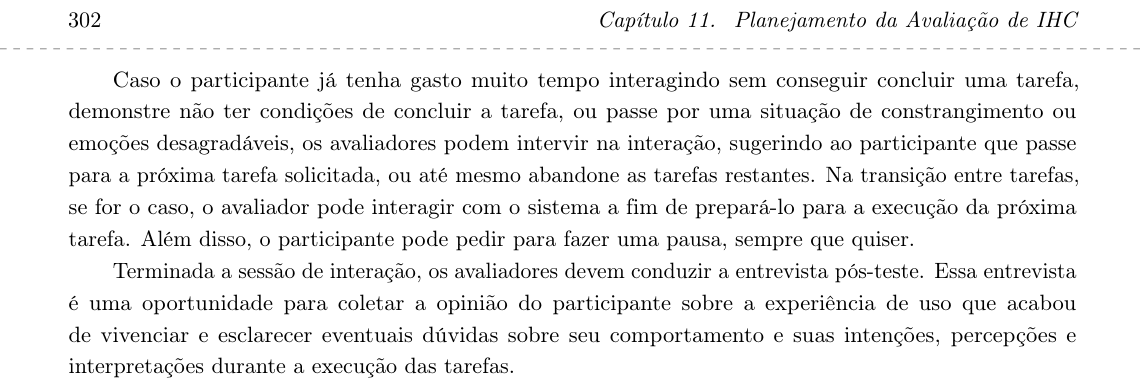 302
Capítulo 11. Planejamento da Avaliação de IHC
Caso o participante já tenha gasto muito tempo interagindo sem conseguir concluir uma tarefa,
demonstre não ter condições de concluir a tarefa, ou passe por uma situação de constrangimento ou
emoções desagradáveis, os avaliadores podem intervir na interação, sugerindo ao participante que passe
para a próxima tarefa solicitada, ou até mesmo abandone as tarefas restantes. Na transição entre tarefas,
se for o caso, o avaliador pode interagir com o sistema a fim de prepará-lo para a execução da próxima
tarefa. Além disso, o participante pode pedir para fazer uma pausa, sempre que quiser.
Terminada a sessão de interação, os avaliadores devem conduzir a entrevista pós-teste. Essa entrevista
é uma oportunidade para coletar a opinião do participante sobre a experiência de uso que acabou
de vivenciar e esclarecer eventuais dúvidas sobre seu comportamento e suas intenções, percepções e
interpretações durante a execução das tarefas.